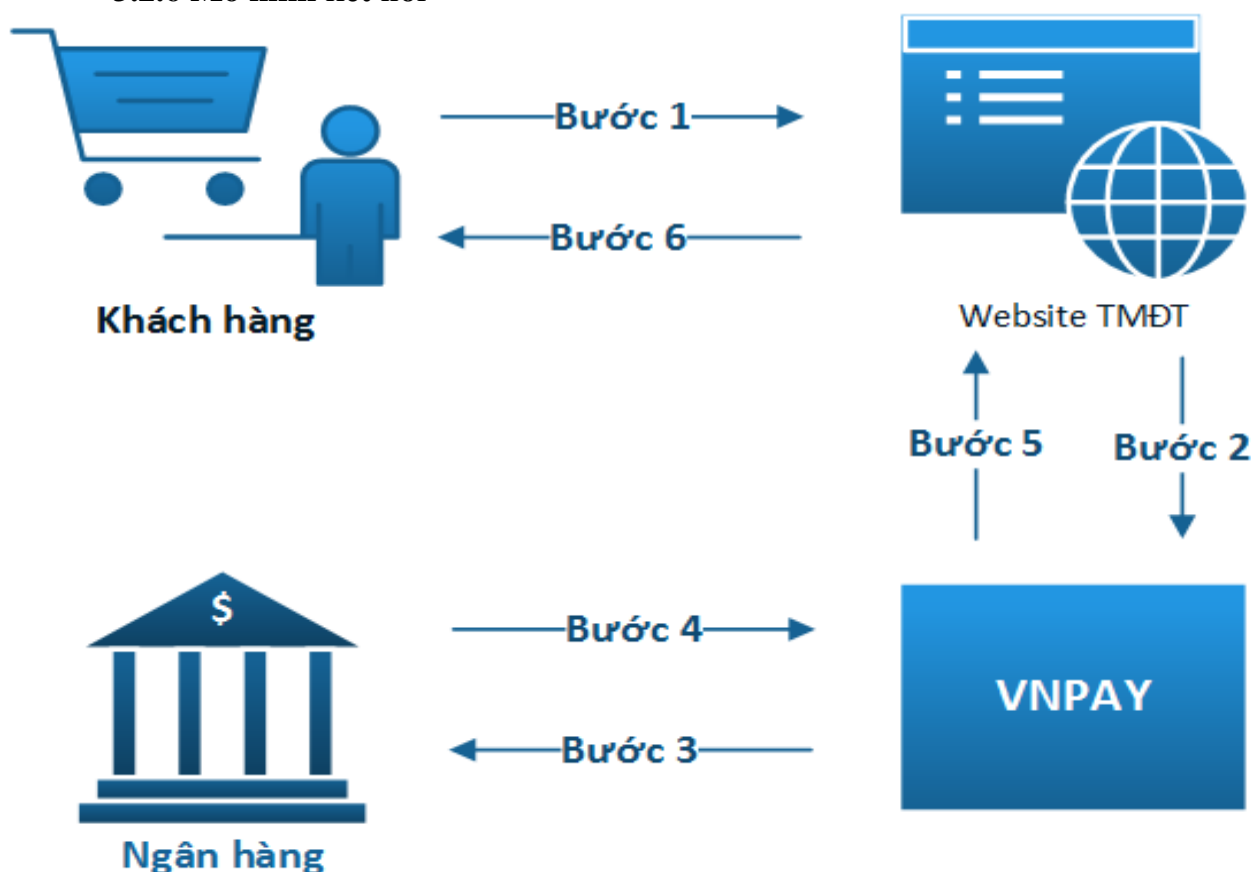 Bước 1
Bước 6
Khách hàng
Website TMĐT
Bước 5
Bước 2
$
Bước 4
VNPAY
Bước 3
Ngân hàng